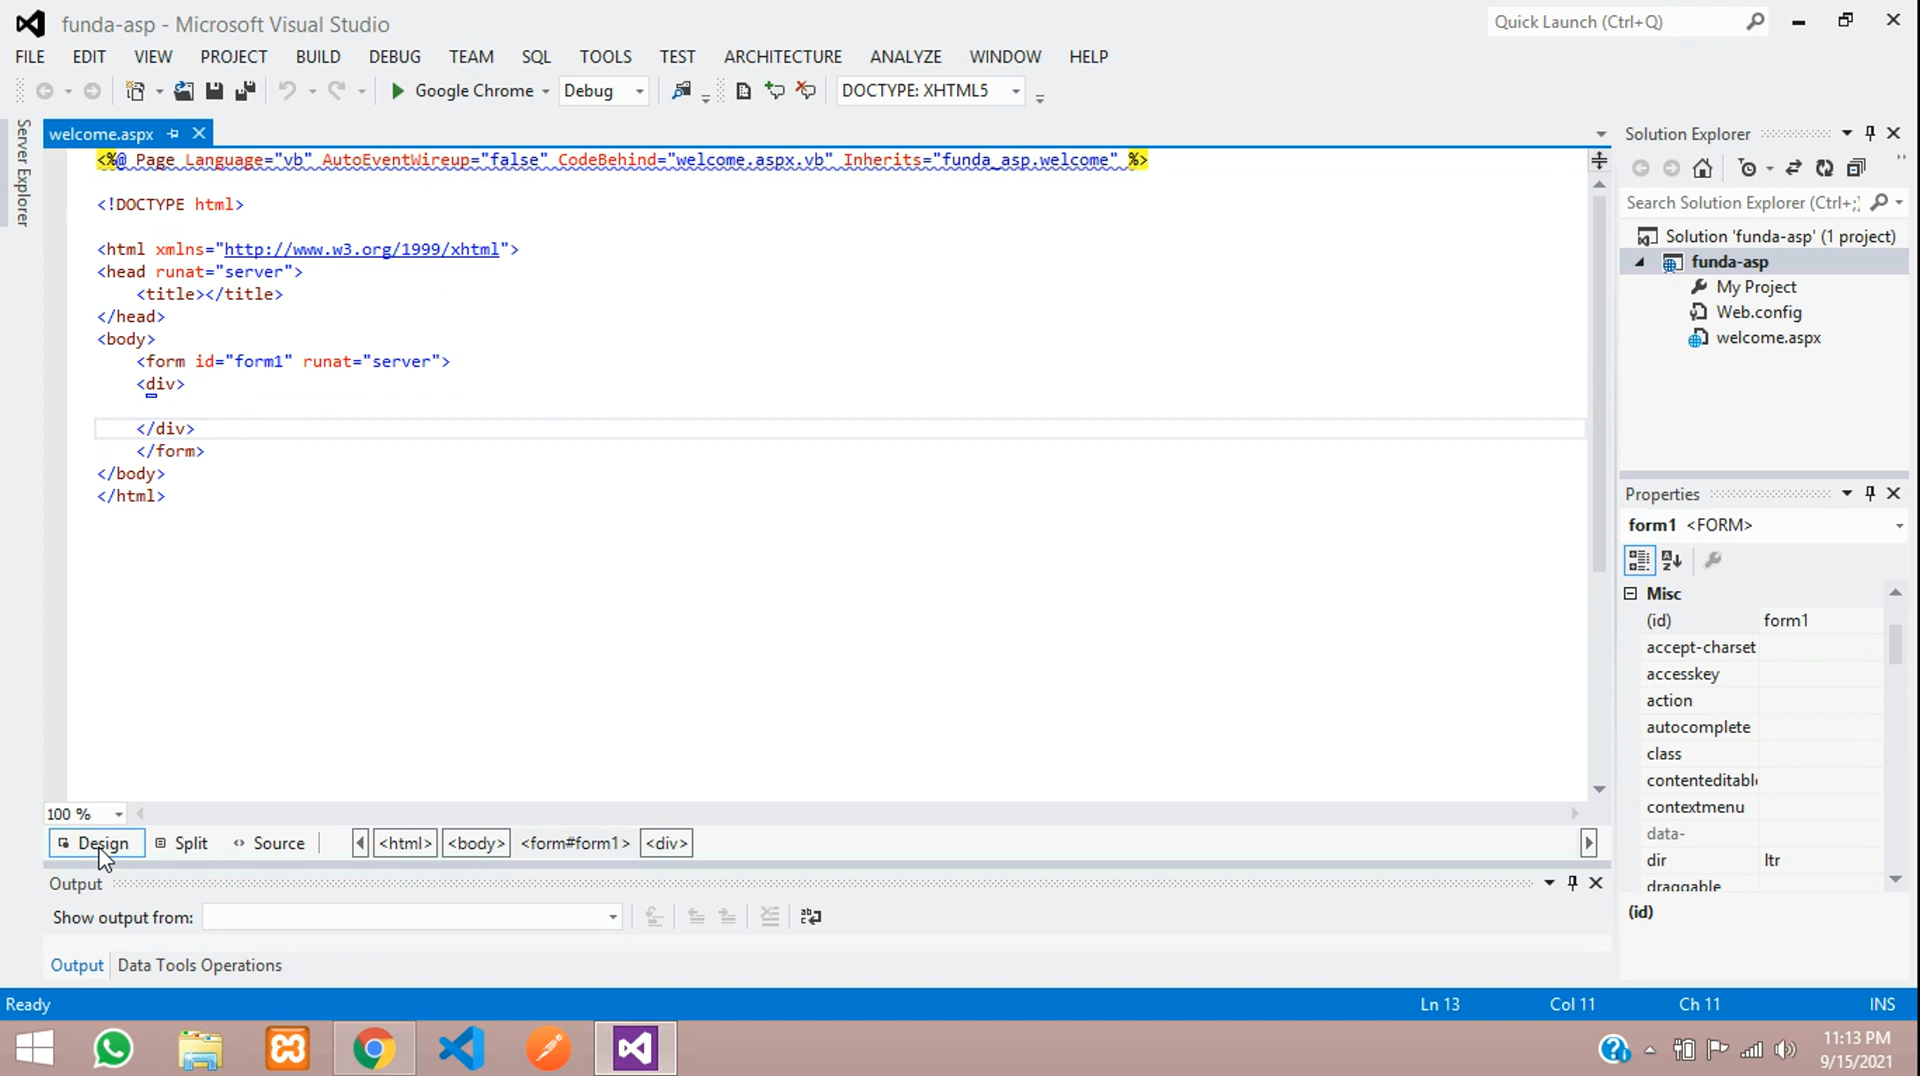 funda-asp - Microsoft Visual Studio
Quick Launch (Ctrl+Q)
FILE EDIT VIEW PROJECT BUILD DEBUG TEAM SQL TOOLS TEST ARCHITECTURE ANALYZE WINDOW HELP
Google Chrome Debug DOCTYPE: XHTML5
Server Explorer
welcome.aspx
<%@ Page Language="vb" AutoEventWireup="false" CodeBehind="welcome.aspx.vb" Inherits="funda_asp.welcome" %>
<!DOCTYPE html>
<html xmlns="http://www.w3.org/1999/xhtml">
<head runat="server">
<title></title>
</head>
<body>
<form id="form1" runat="server">
<div>
</div>
</form>
</body>
</html>
100 %
Design Split Source <html> <body> <form#form1> <div>
Output
Show output from:
Output Data Tools Operations
Solution Explorer
Search Solution Explorer (Ctrl+;)
Solution 'funda-asp' (1 project)
funda-asp
My Project
Web.config
welcome.aspx
Properties
form1 <FORM>
Misc
(id) form1
accept-charset
accesskey
action
autocomplete
class
contenteditable
contextmenu
data-
dir ltr
draggable
(id)
Ready Ln 13 Col 11 Ch 11 INS
11:13 PM
9/15/2021